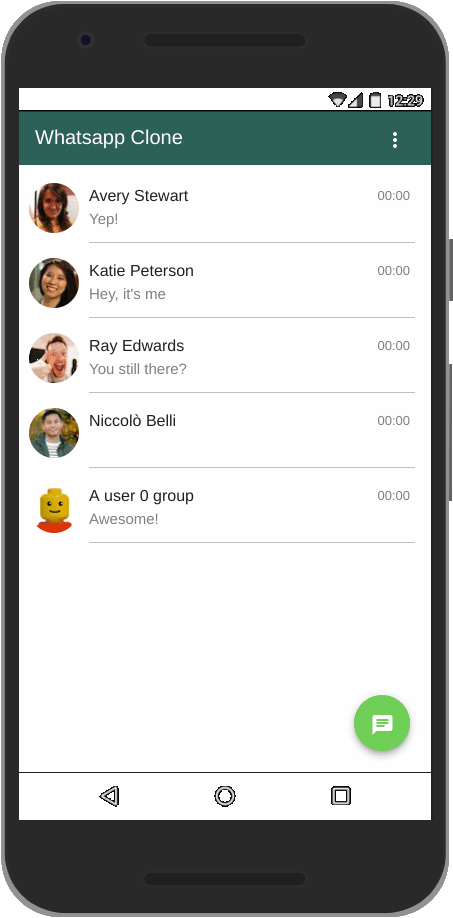 12:29
Whatsapp Clone
Avery Stewart 00:00
Yep!
Katie Peterson 00:00
Hey, it's me
Ray Edwards 00:00
You still there?
Niccolò Belli 00:00
A user 0 group 00:00
Awesome!